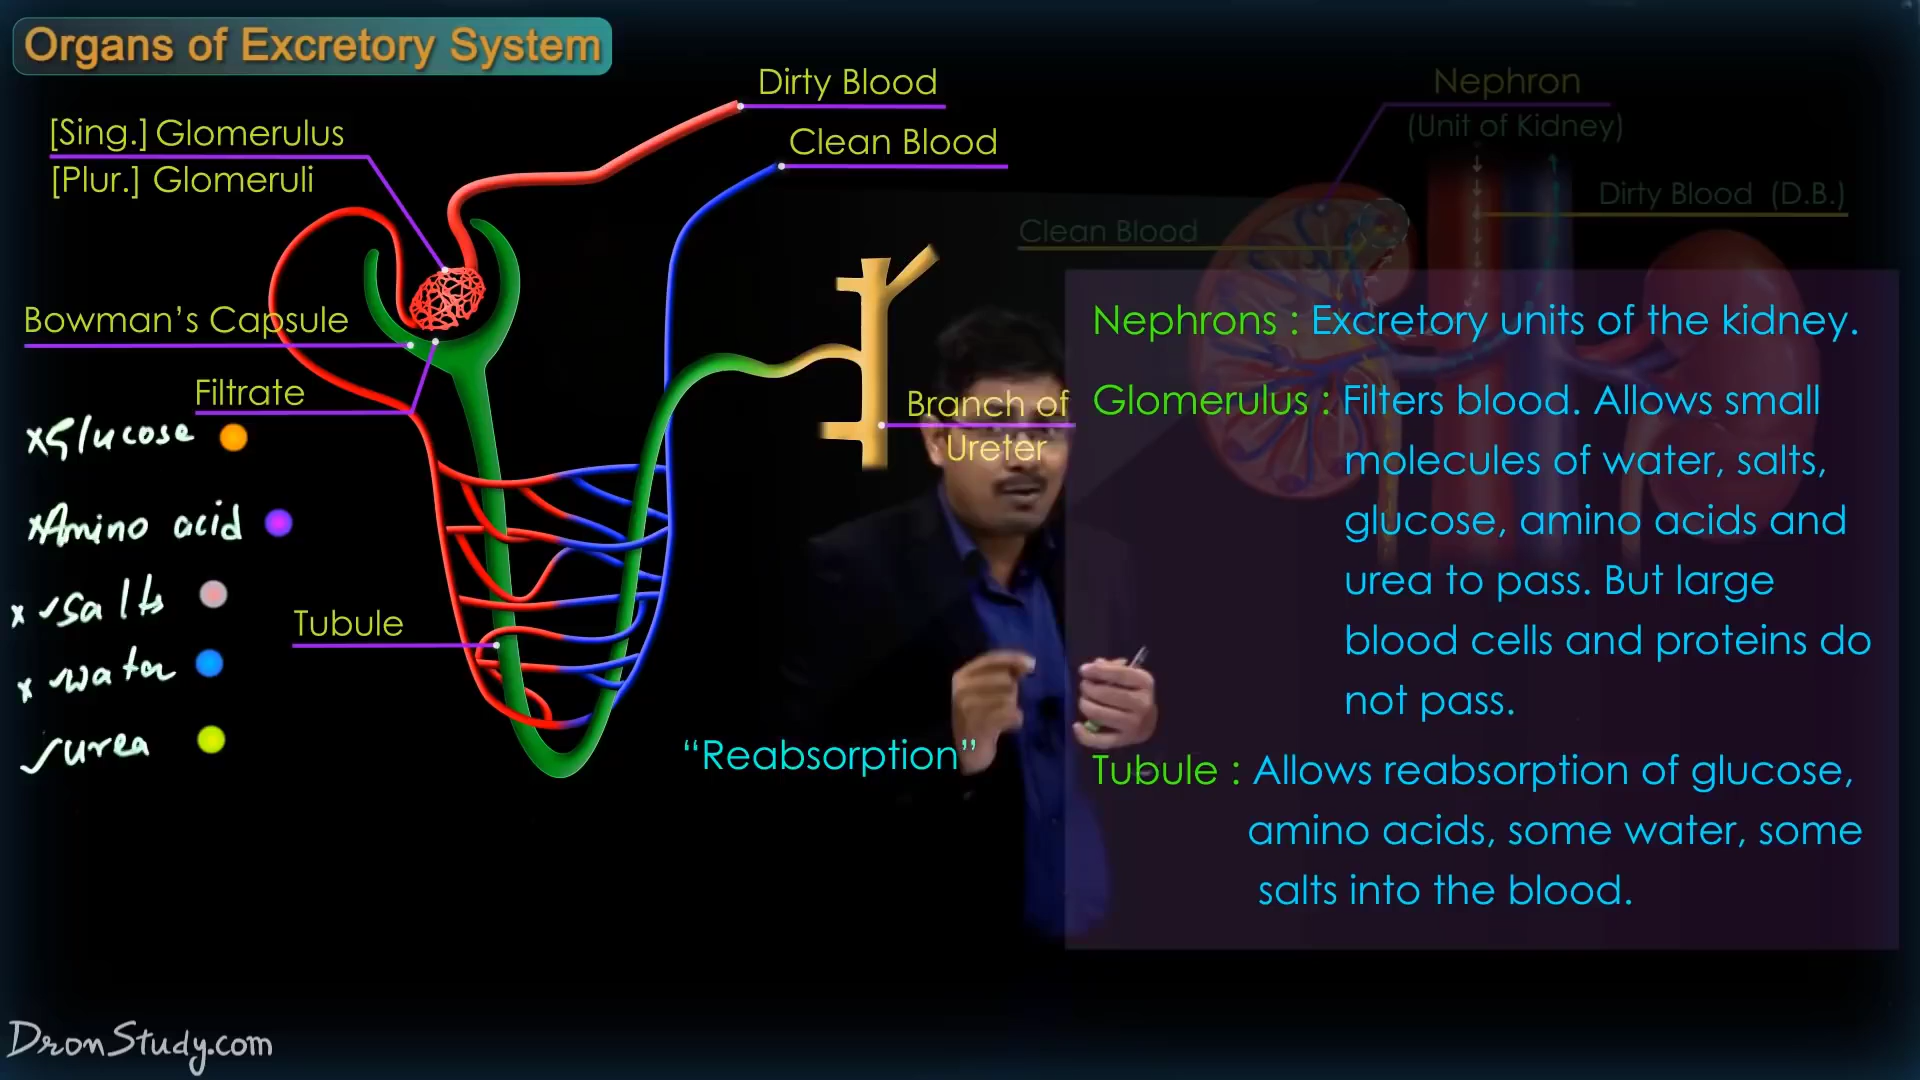 Organs of Excretory System
[Sing.] Glomerulus
[Plur.] Glomeruli
Dirty Blood
Clean Blood
Bowman's Capsule
Filtrate
xGlucose
xAmino acid
x ✓salts
x ✓water
✓urea
Tubule
Branch of
Ureter
"Reabsorption"
Nephron
(Unit of Kidney)
Dirty Blood (D.B.)
Clean Blood
Nephrons : Excretory units of the kidney.
Glomerulus : Filters blood. Allows small
molecules of water, salts,
glucose, amino acids and
urea to pass. But large
blood cells and proteins do
not pass.
Tubule : Allows reabsorption of glucose,
amino acids, some water, some
salts into the blood.
DronStudy.com